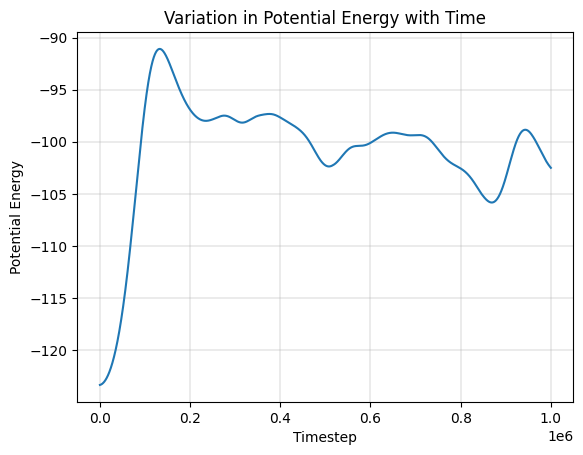 Variation in Potential Energy with Time
Potential Energy
−90
−95
−100
−105
−110
−115
−120
0.0 0.2 0.4 0.6 0.8 1.0
1e6
Timestep